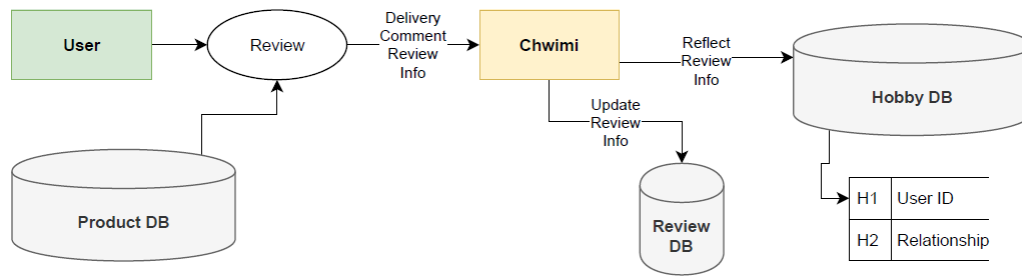 User
Review
Delivery
Comment
Review
Info
Chwimi
Reflect
Review
Info
Hobby DB
Update
Review
Info
Product DB
Review
DB
H1 User ID
H2 Relationship